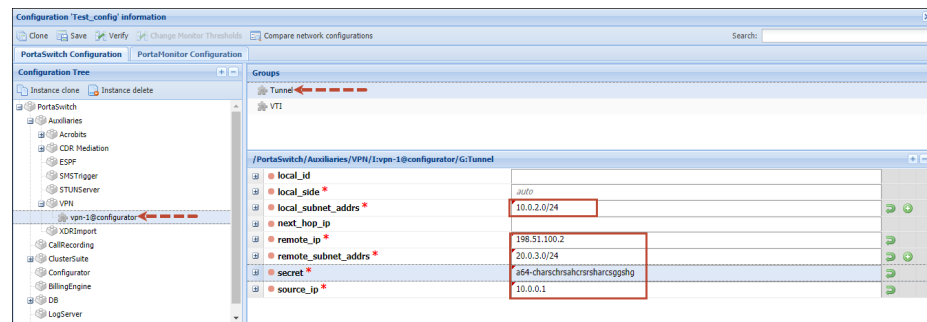 Configuration 'Test_config' information
Clone Save Verify Change Monitor Thresholds Compare network configurations Search:
PortaSwitch Configuration PortaMonitor Configuration
Configuration Tree
Instance clone Instance delete
PortaSwitch
Auxiliaries
Acrobits
CDR Mediation
ESPF
SMSTrigger
STUNServer
VPN
vpn-1@configurator
XDRImport
CallRecording
ClusterSuite
Configurator
BillingEngine
DB
LogServer
Groups
Tunnel
VTI
/PortaSwitch/Auxiliaries/VPN/I:vpn-1@configurator/G:Tunnel
local_id
local_side * auto
local_subnet_addrs * 10.0.2.0/24
next_hop_ip
remote_ip * 198.51.100.2
remote_subnet_addrs * 20.0.3.0/24
secret * a64-charschrsahcrsrsharcsggshg
source_ip * 10.0.0.1